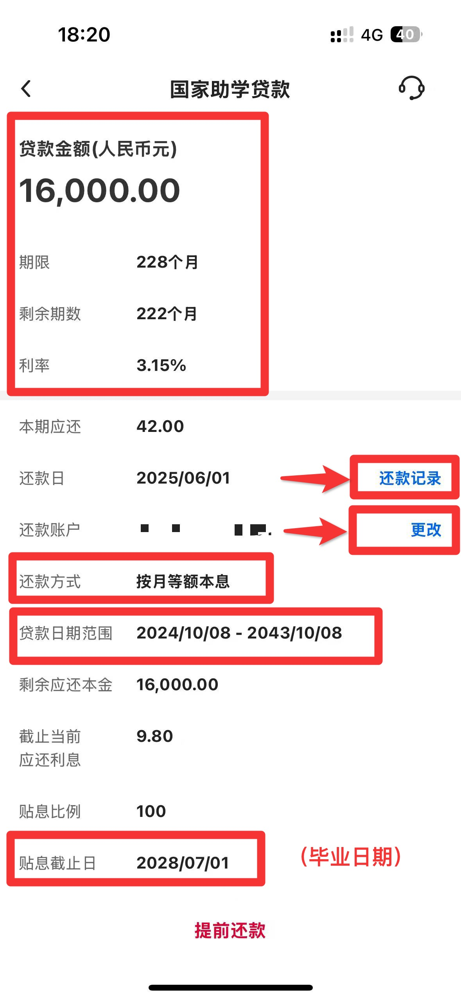 18:20 4G 40
国家助学贷款
贷款金额(人民币元)
16,000.00
期限 228个月
剩余期数 222个月
利率 3.15%
本期应还 42.00
还款日 2025/06/01 还款记录
还款账户 更改
还款方式 按月等额本息
贷款日期范围 2024/10/08 - 2043/10/08
剩余应还本金 16,000.00
截止当前 9.80
应还利息
贴息比例 100
贴息截止日 2028/07/01 (毕业日期)
提前还款